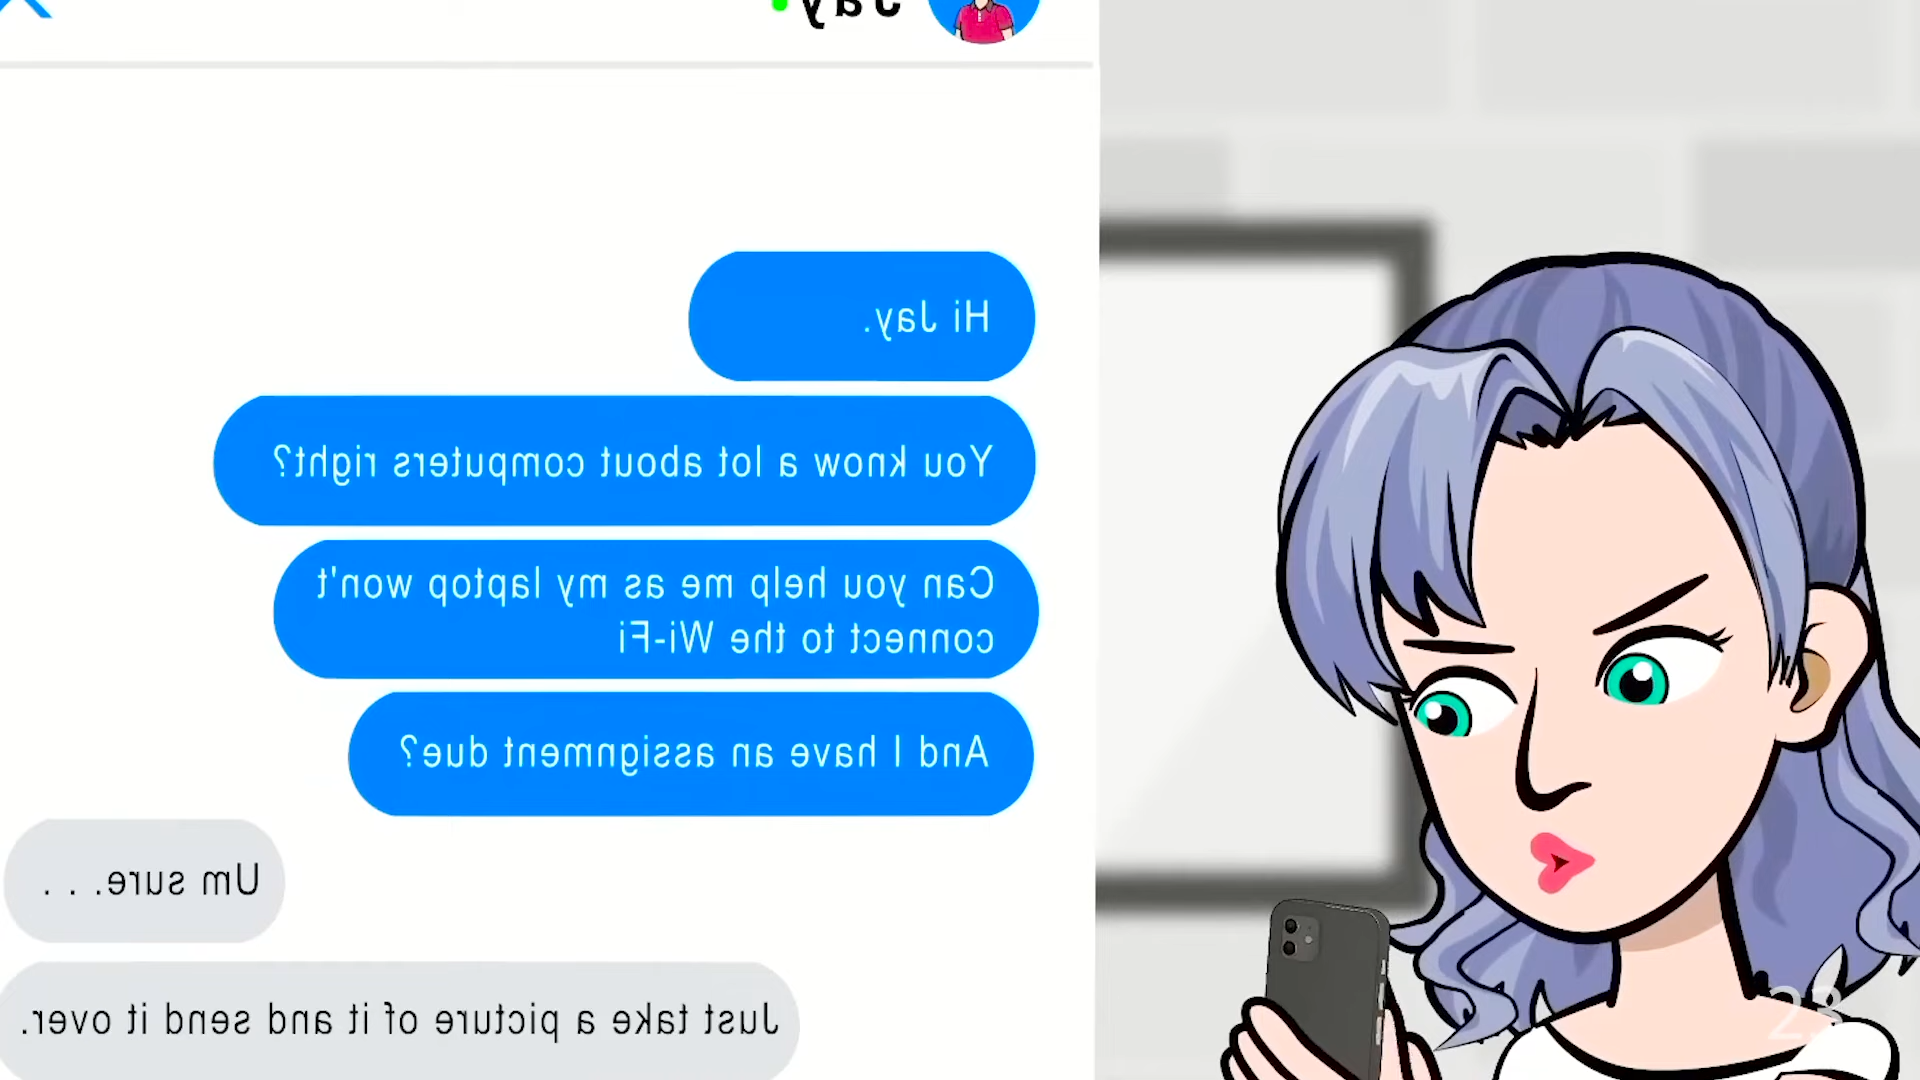 Jay
Hi Jay.
You know a lot about computers right?
Can you help me as my laptop won't
connect to the Wi-Fi
And I have an assignment due?
Um sure. . .
Just take a picture of it and send it over.
23